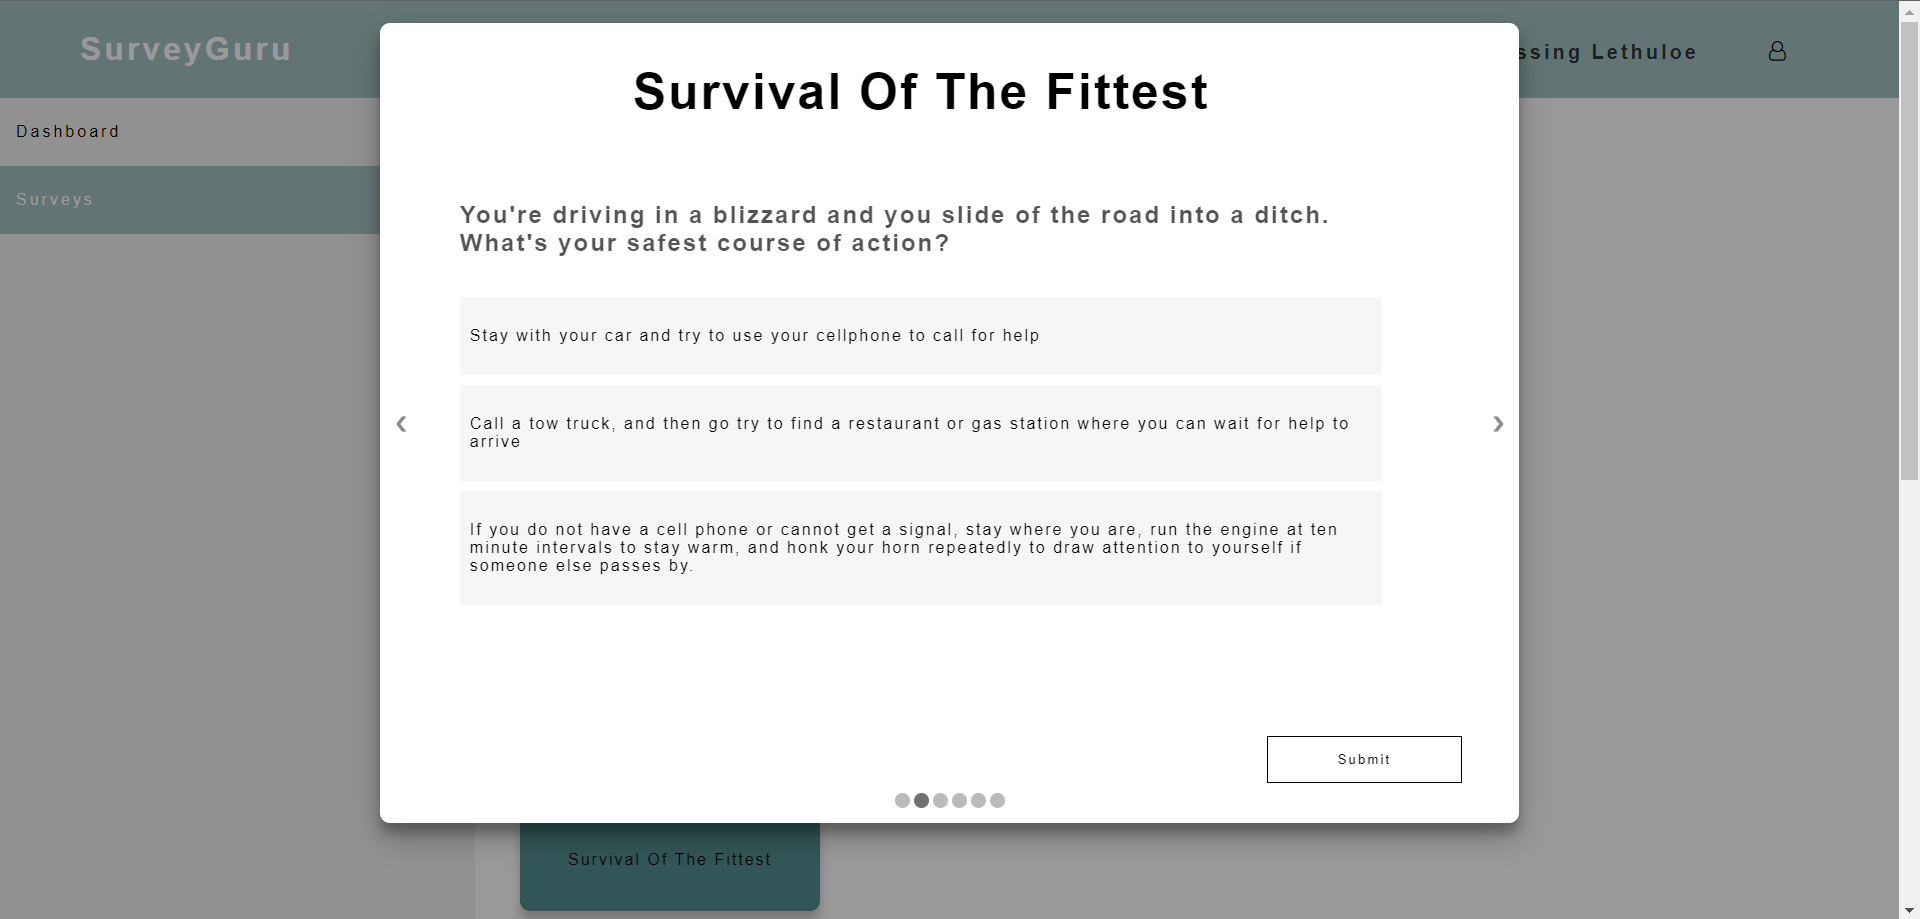 SurveyGuru
Lethuloe
Dashboard
Surveys
Survival Of The Fittest
You're driving in a blizzard and you slide of the road into a ditch.
What's your safest course of action?
Stay with your car and try to use your cellphone to call for help
Call a tow truck, and then go try to find a restaurant or gas station where you can wait for help to
arrive
If you do not have a cell phone or cannot get a signal, stay where you are, run the engine at ten
minute intervals to stay warm, and honk your horn repeatedly to draw attention to yourself if
someone else passes by.
Submit
Survival Of The Fittest